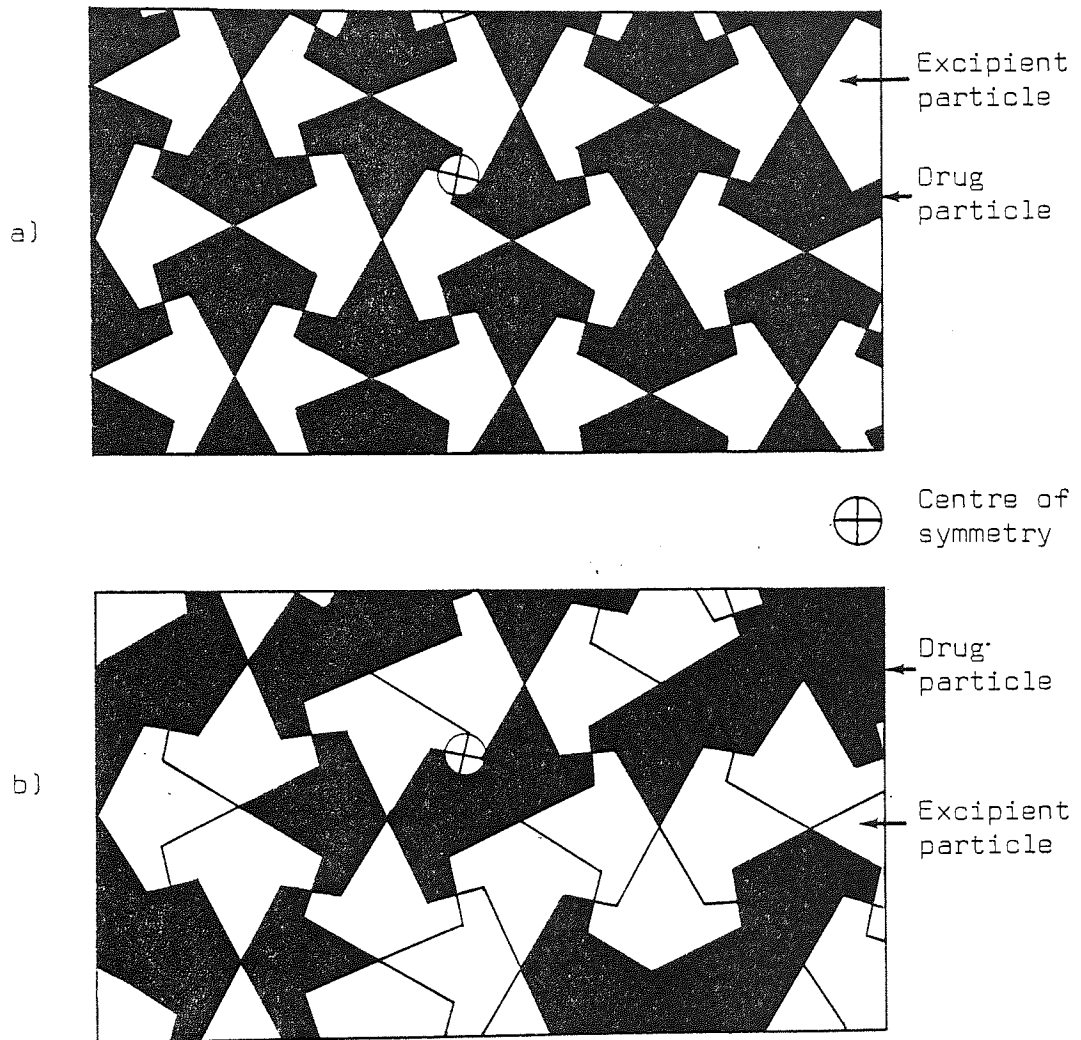 Excipient
particle
Drug
particle
a)
Centre of
symmetry
Drug
particle
b)
Excipient
particle